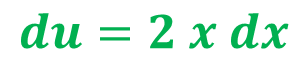 du = 2 x dx